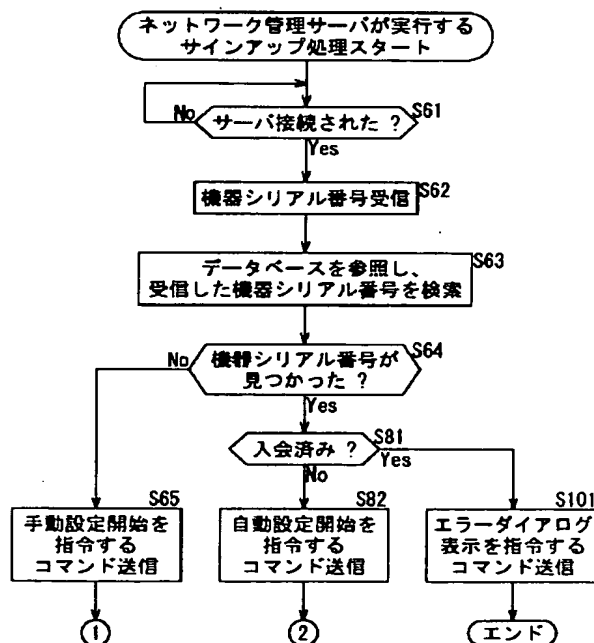 ネットワーク管理サーバが実行する
サインアップ処理スタート
No
サーバ接続された ?
S61
Yes
機器シリアル番号受信
S62
データベースを参照し、
受信した機器シリアル番号を検索
S63
No
機器シリアル番号が
見つかった ?
S64
Yes
入会済み ?
S81
Yes
No
S65
手動設定開始を
指令する
コマンド送信
S82
自動設定開始を
指令する
コマンド送信
S101
エラーダイアログ
表示を指令する
コマンド送信
1
2
エンド